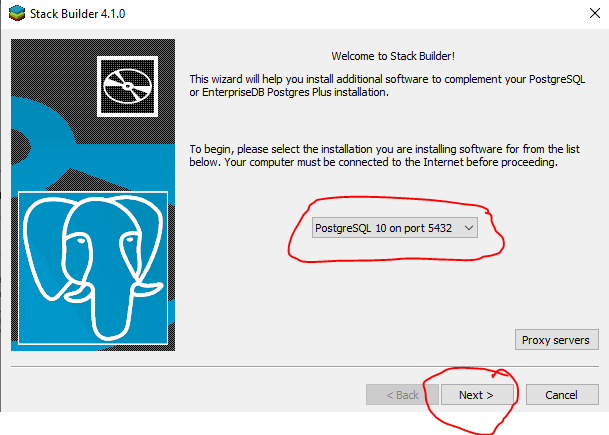 Stack Builder 4.1.0
Welcome to Stack Builder!
This wizard will help you install additional software to complement your PostgreSQL
or EnterpriseDB Postgres Plus installation.
To begin, please select the installation you are installing software for from the list
below. Your computer must be connected to the Internet before proceeding.
PostgreSQL 10 on port 5432
Proxy servers
< Back
Next >
Cancel